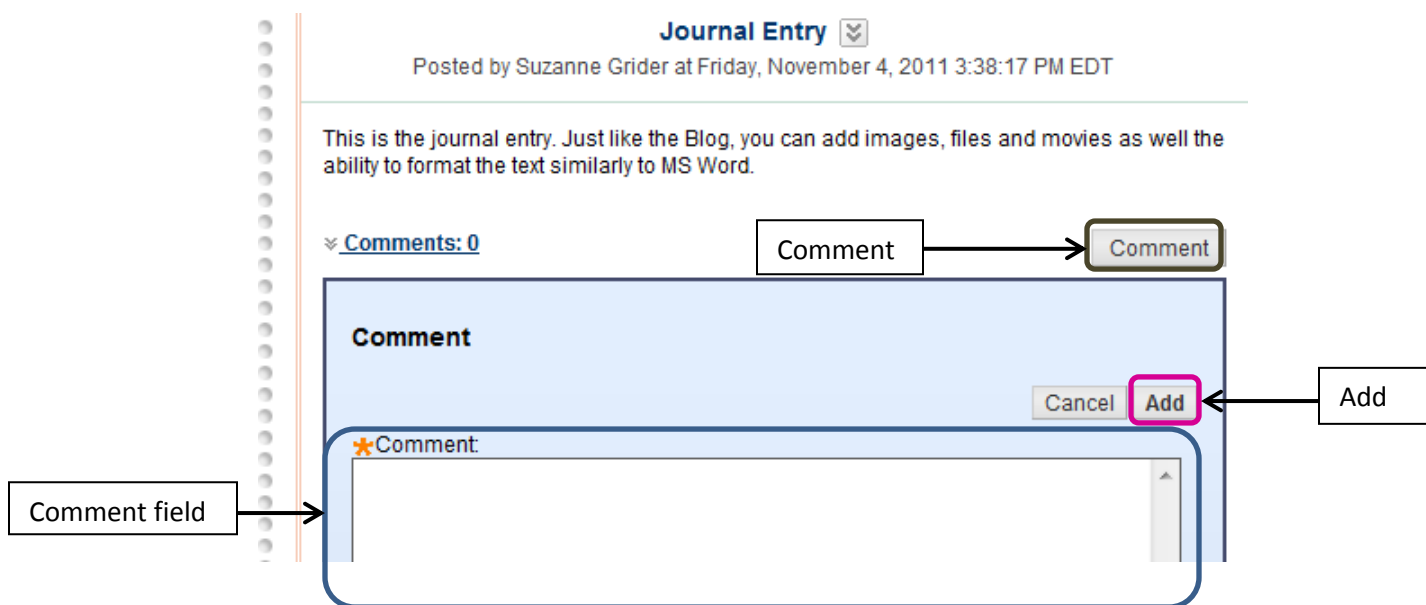 Journal Entry
Posted by Suzanne Grider at Friday, November 4, 2011 3:38:17 PM EDT
This is the journal entry. Just like the Blog, you can add images, files and movies as well the
ability to format the text similarly to MS Word.
Comments: 0
Comment
Comment
Comment
Cancel
Add
Add
*Comment:
Comment field